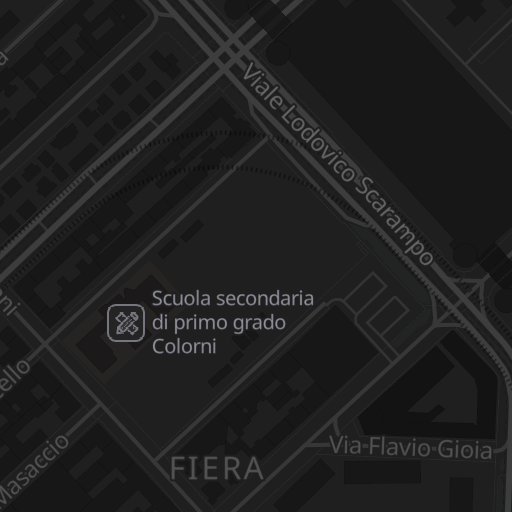 Viale Lodovico Scarampo
Scuola secondaria
di primo grado
Colorni
Masaccio
Via Flavio Gioia
FIERA